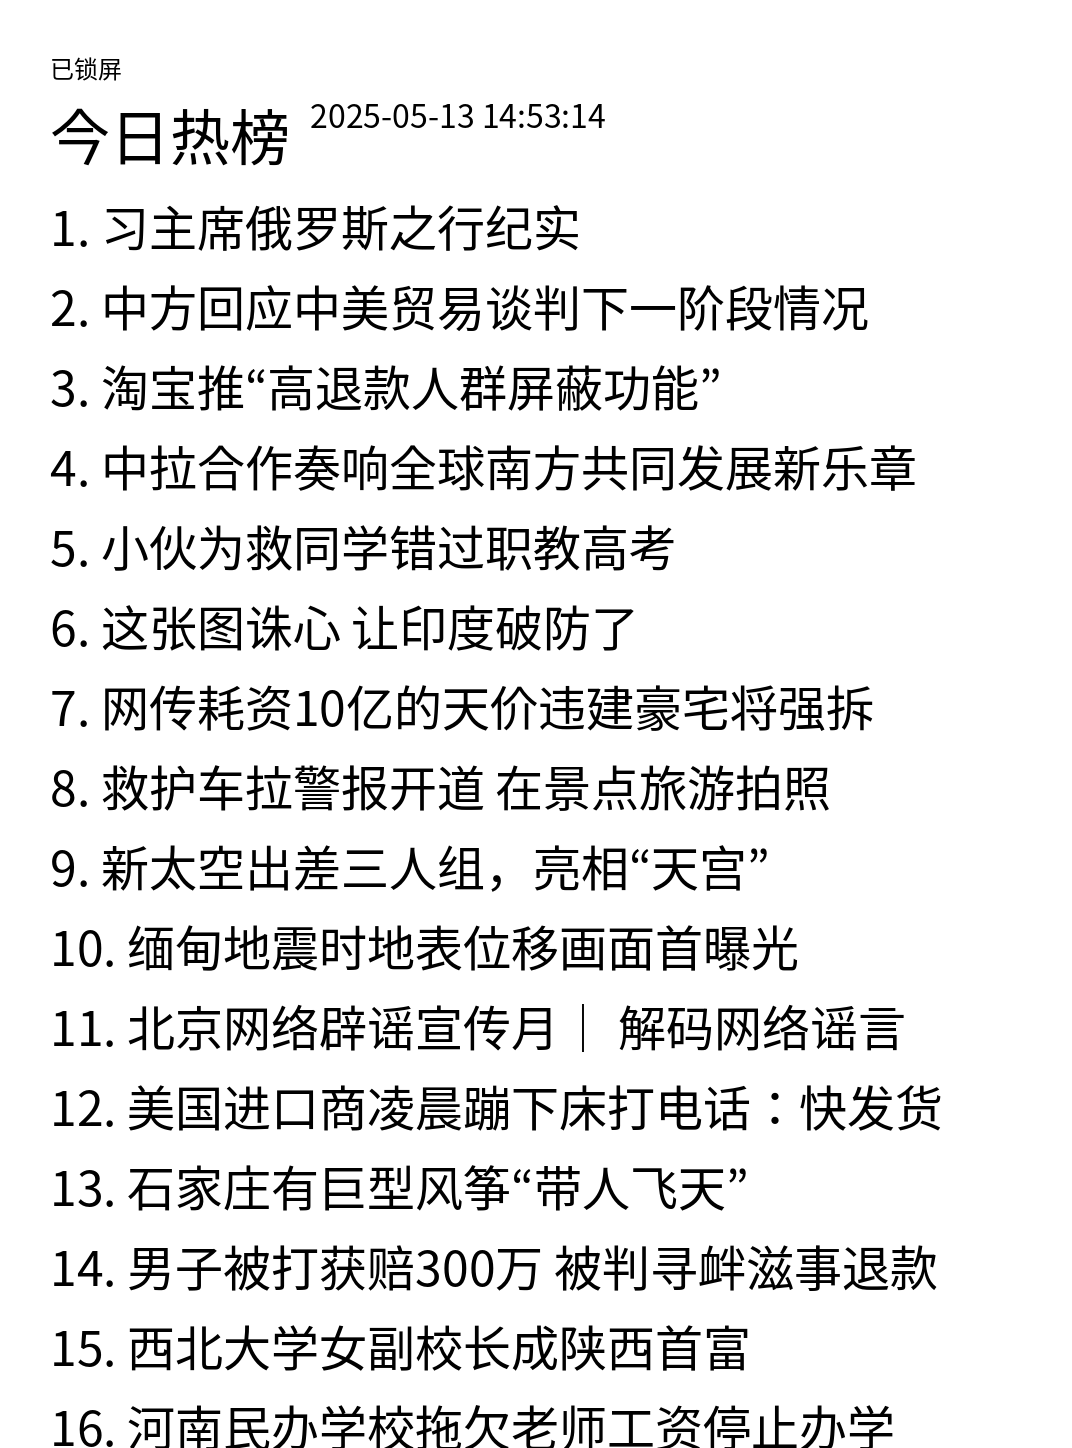 已锁屏
今日热榜 2025-05-13 14:53:14
1. 习主席俄罗斯之行纪实
2. 中方回应中美贸易谈判下一阶段情况
3. 淘宝推“高退款人群屏蔽功能”
4. 中拉合作奏响全球南方共同发展新乐章
5. 小伙为救同学错过职教高考
6. 这张图诛心 让印度破防了
7. 网传耗资10亿的天价违建豪宅将强拆
8. 救护车拉警报开道 在景点旅游拍照
9. 新太空出差三人组，亮相“天宫”
10. 缅甸地震时地表位移画面首曝光
11. 北京网络辟谣宣传月｜ 解码网络谣言
12. 美国进口商凌晨蹦下床打电话：快发货
13. 石家庄有巨型风筝“带人飞天”
14. 男子被打获赔300万 被判寻衅滋事退款
15. 西北大学女副校长成陕西首富
16. 河南民办学校拖欠老师工资停止办学